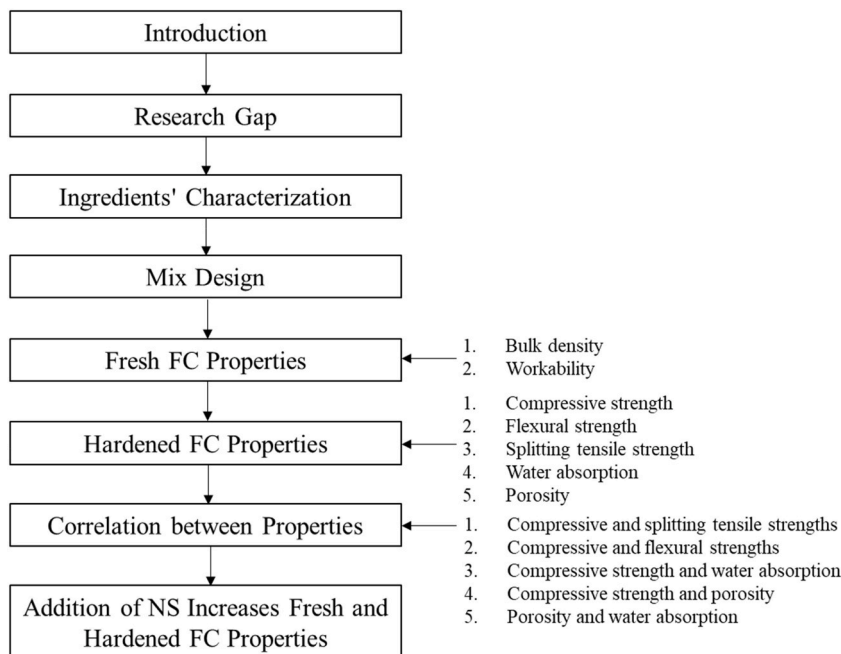 Introduction
Research Gap
Ingredients' Characterization
Mix Design
Fresh FC Properties
1. Bulk density
2. Workability
Hardened FC Properties
1. Compressive strength
2. Flexural strength
3. Splitting tensile strength
4. Water absorption
5. Porosity
Correlation between Properties
1. Compressive and splitting tensile strengths
2. Compressive and flexural strengths
3. Compressive strength and water absorption
4. Compressive strength and porosity
5. Porosity and water absorption
Addition of NS Increases Fresh and
Hardened FC Properties